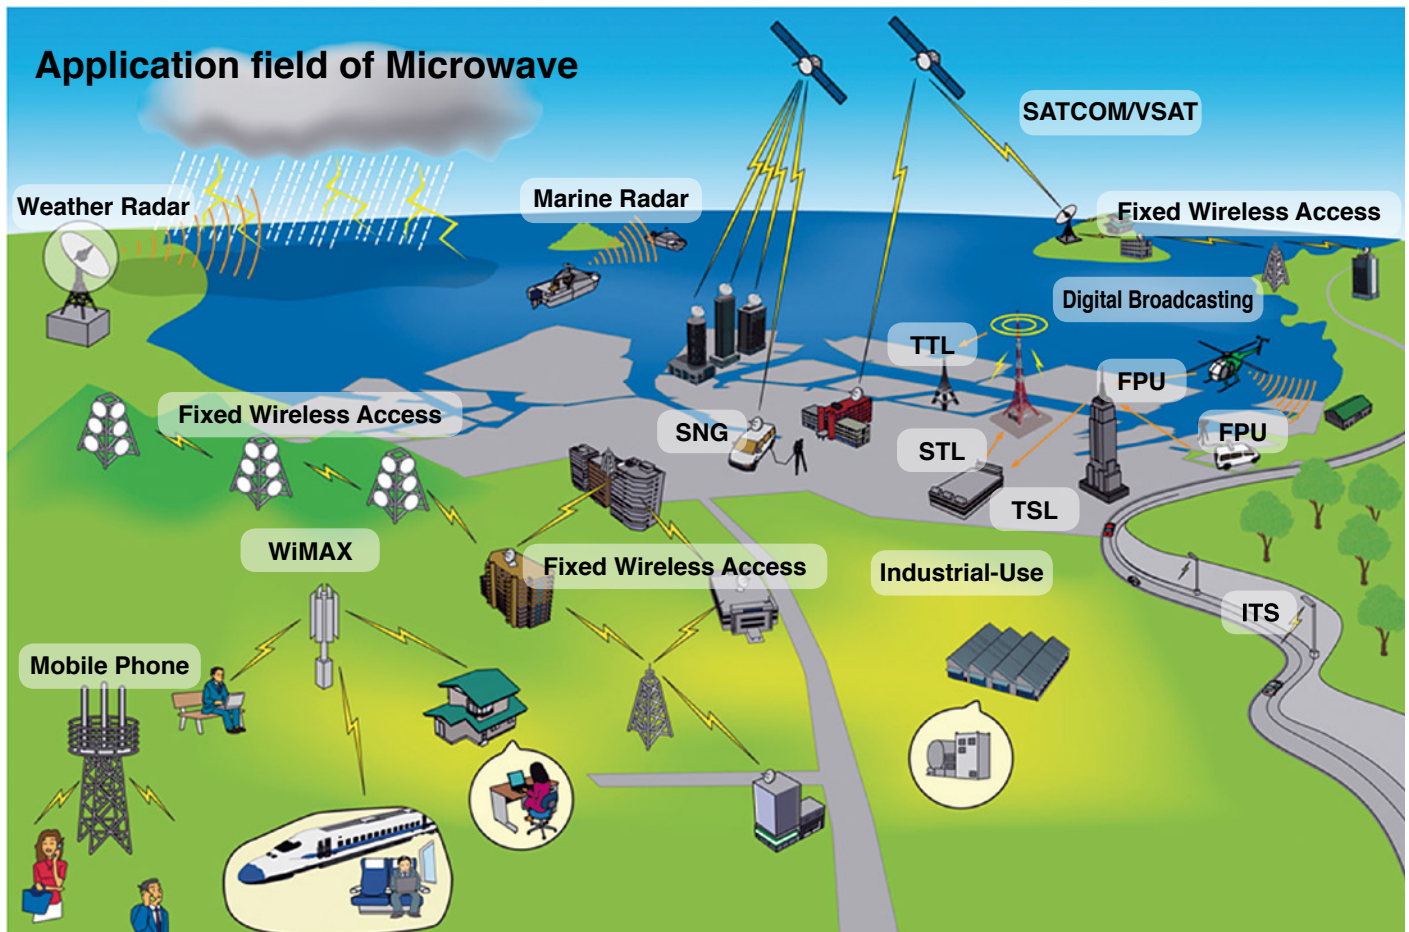 Application field of Microwave
SATCOM/VSAT
Weather Radar
Marine Radar
Fixed Wireless Access
Digital Broadcasting
TTL
FPU
Fixed Wireless Access
SNG
STL
FPU
TSL
WiMAX
Fixed Wireless Access
Industrial-Use
ITS
Mobile Phone